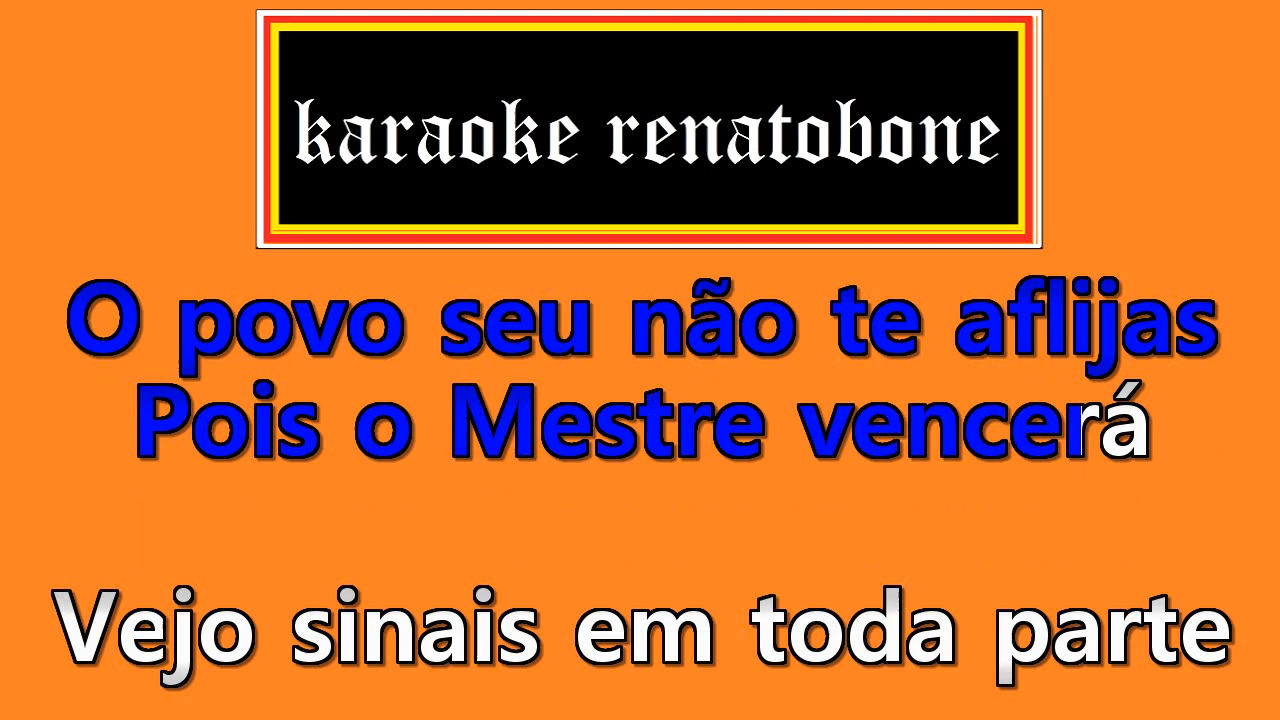 karaoke renatobone
O povo seu não te aflijas
Pois o Mestre vencerá
Vejo sinais em toda parte